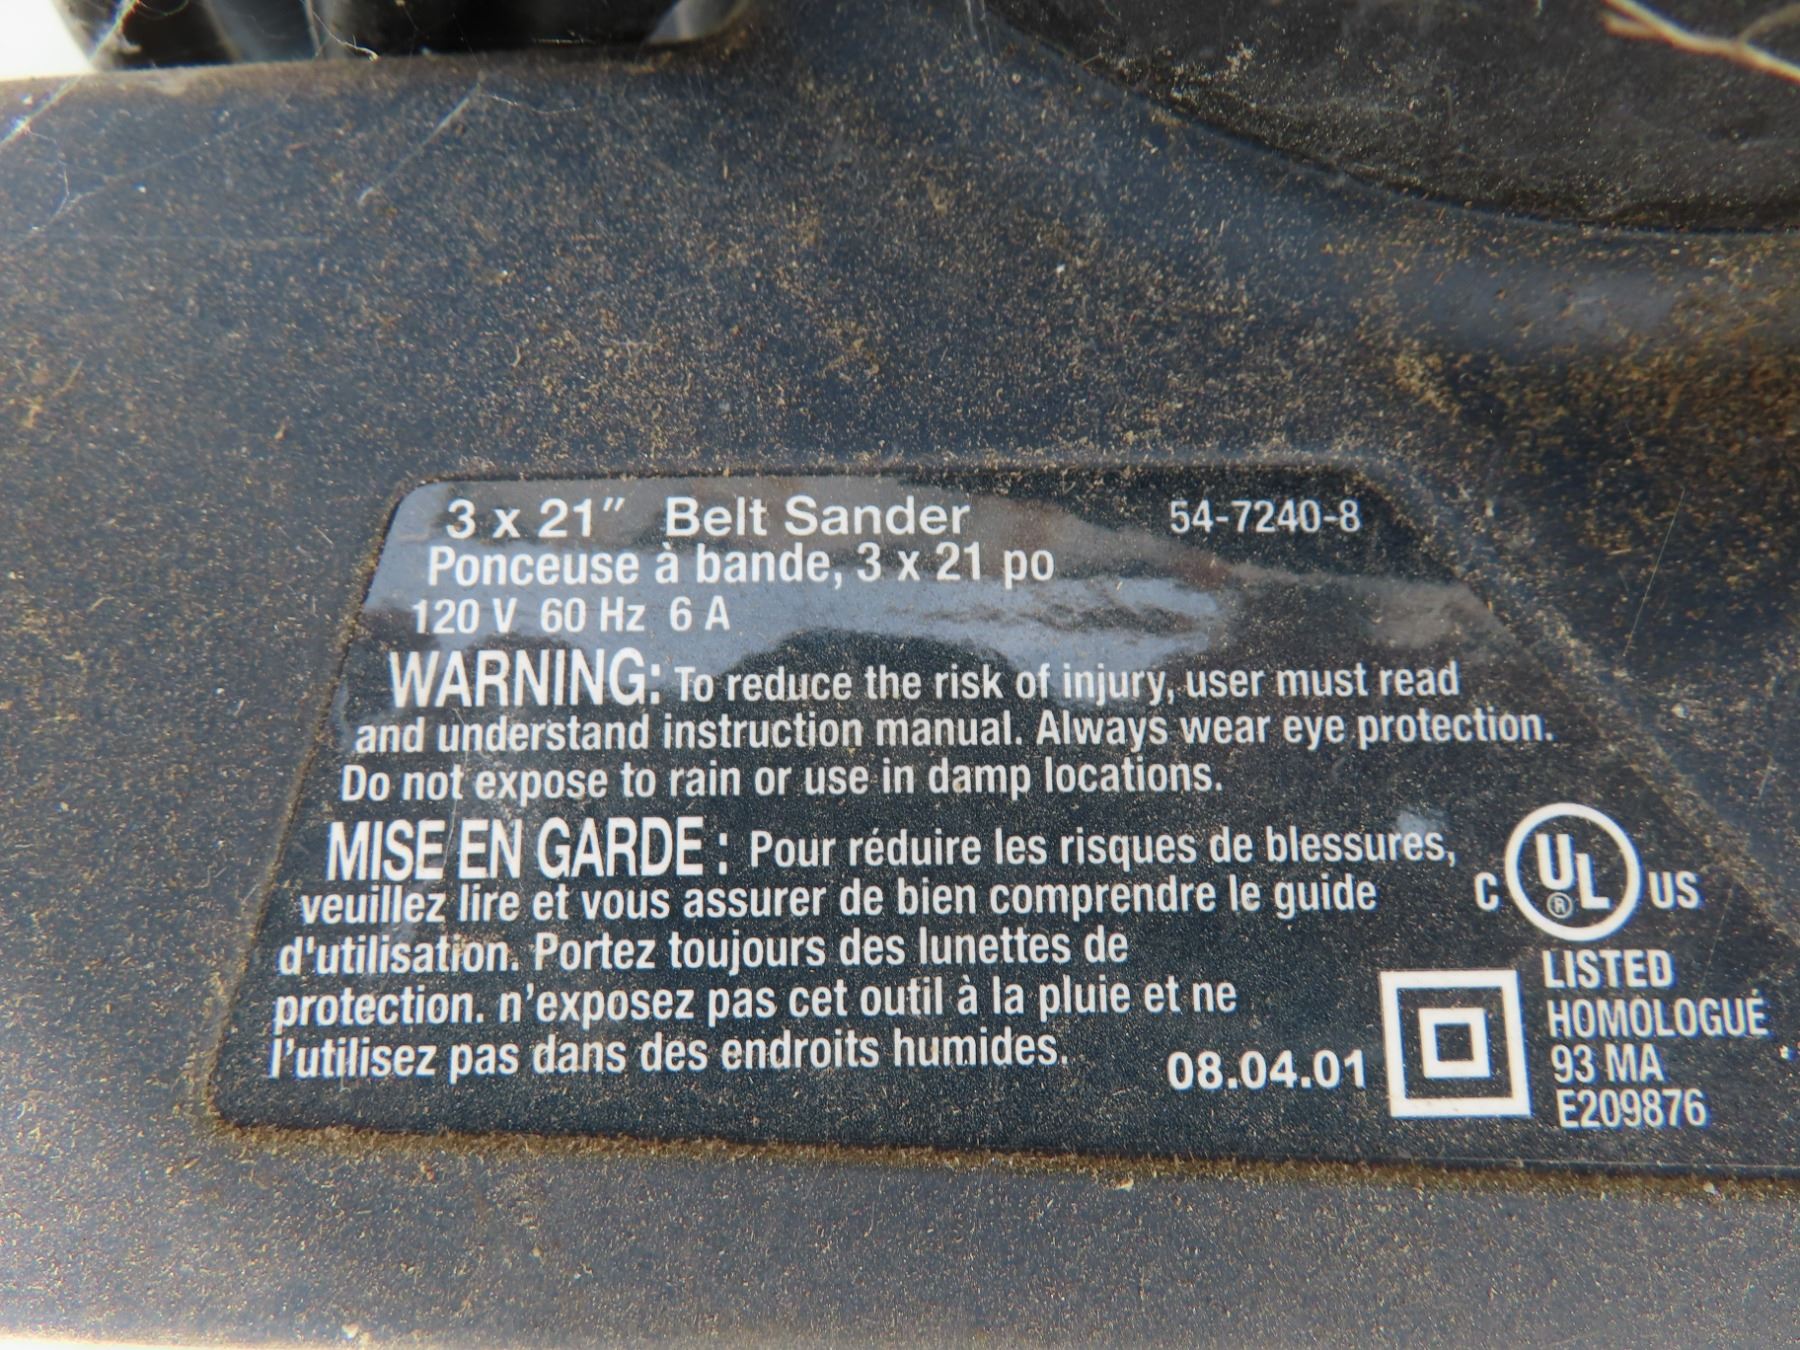 3 x 21" Belt Sander 54-7240-8
Ponceuse à bande, 3 x 21 po
120 V 60 Hz 6 A
WARNING: To reduce the risk of injury, user must read
and understand instruction manual. Always wear eye protection.
Do not expose to rain or use in damp locations.
MISE EN GARDE : Pour réduire les risques de blessures,
veuillez lire et vous assurer de bien comprendre le guide
d'utilisation. Portez toujours des lunettes de
protection. n'exposez pas cet outil à la pluie et ne
l'utilisez pas dans des endroits humides.
08.04.01
C UL ® US
LISTED
HOMOLOGUÉ
93 MA
E209876